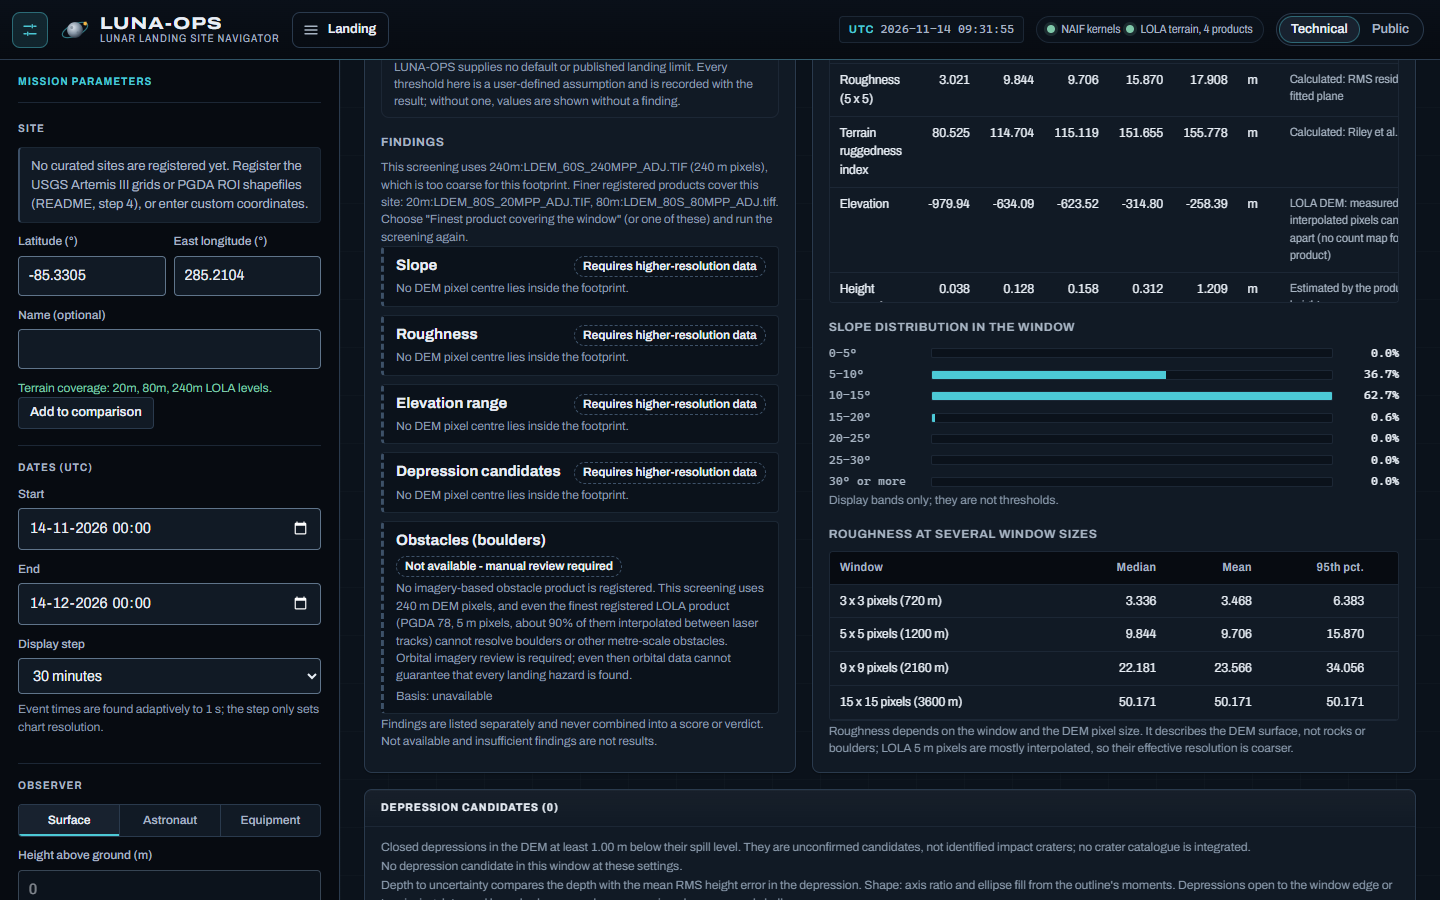 LUNA-OPS
LUNAR LANDING SITE NAVIGATOR
Landing
UTC 2026-11-14 09:31:55
NAIF kernels
LOLA terrain, 4 products
Technical
Public
MISSION PARAMETERS
SITE
No curated sites are registered yet. Register the
USGS Artemis III grids or PGDA ROI shapefiles
(README, step 4), or enter custom coordinates.
Latitude (°)
East longitude (°)
-85.3305
285.2104
Name (optional)
Terrain coverage: 20m, 80m, 240m LOLA levels.
Add to comparison
DATES (UTC)
Start
14-11-2026 00:00
End
14-12-2026 00:00
Display step
30 minutes
Event times are found adaptively to 1 s; the step only sets
chart resolution.
OBSERVER
Surface
Astronaut
Equipment
Height above ground (m)
0
LUNA-OPS supplies no default or published landing limit. Every
threshold here is a user-defined assumption and is recorded with the
result; without one, values are shown without a finding.
FINDINGS
This screening uses 240m:LDEM_60S_240MPP_ADJ.TIF (240 m pixels),
which is too coarse for this footprint. Finer registered products cover this
site: 20m:LDEM_80S_20MPP_ADJ.TIF, 80m:LDEM_80S_80MPP_ADJ.tiff.
Choose "Finest product covering the window" (or one of these) and run the
screening again.
Slope
Requires higher-resolution data
No DEM pixel centre lies inside the footprint.
Roughness
Requires higher-resolution data
No DEM pixel centre lies inside the footprint.
Elevation range
Requires higher-resolution data
No DEM pixel centre lies inside the footprint.
Depression candidates
Requires higher-resolution data
No DEM pixel centre lies inside the footprint.
Obstacles (boulders)
Not available - manual review required
No imagery-based obstacle product is registered. This screening uses
240 m DEM pixels, and even the finest registered LOLA product
(PGDA 78, 5 m pixels, about 90% of them interpolated between laser
tracks) cannot resolve boulders or other metre-scale obstacles.
Orbital imagery review is required; even then orbital data cannot
guarantee that every landing hazard is found.
Basis: unavailable
Findings are listed separately and never combined into a score or verdict.
Not available and insufficient findings are not results.
Roughness 3.021 9.844 9.706 15.870 17.908 m Calculated: RMS resid
(5 x 5) fitted plane
Terrain 80.525 114.704 115.119 151.655 155.778 m Calculated: Riley et al.
ruggedness
index
Elevation -979.94 -634.09 -623.52 -314.80 -258.39 m LOLA DEM: measured
interpolated pixels can
apart (no count map fo
product)
Height 0.038 0.128 0.158 0.312 1.209 m Estimated by the produ
SLOPE DISTRIBUTION IN THE WINDOW
0–5° 0.0%
5–10° 36.7%
10–15° 62.7%
15–20° 0.6%
20–25° 0.0%
25–30° 0.0%
30° or more 0.0%
Display bands only; they are not thresholds.
ROUGHNESS AT SEVERAL WINDOW SIZES
Window Median Mean 95th pct.
3 x 3 pixels (720 m) 3.336 3.468 6.383
5 x 5 pixels (1200 m) 9.844 9.706 15.870
9 x 9 pixels (2160 m) 22.181 23.566 34.056
15 x 15 pixels (3600 m) 50.171 50.171 50.171
Roughness depends on the window and the DEM pixel size. It describes the DEM surface, not rocks or
boulders; LOLA 5 m pixels are mostly interpolated, so their effective resolution is coarser.
DEPRESSION CANDIDATES (0)
Closed depressions in the DEM at least 1.00 m below their spill level. They are unconfirmed candidates, not identified impact craters; no crater catalogue is integrated.
No depression candidate in this window at these settings.
Depth to uncertainty compares the depth with the mean RMS height error in the depression. Shape: axis ratio and ellipse fill from the outline's moments. Depressions open to the window edge or